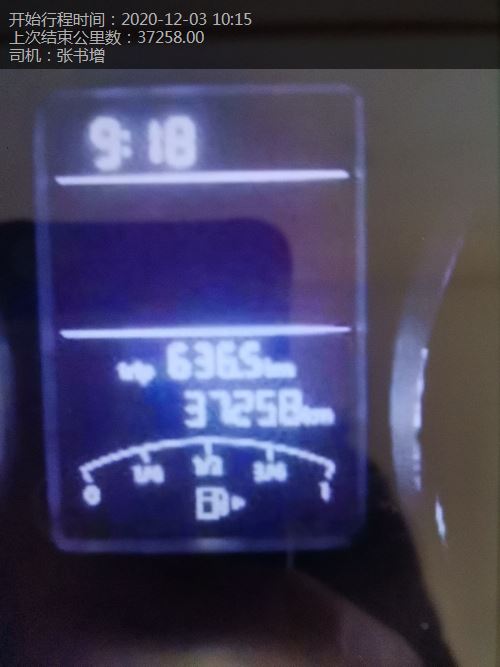 开始行程时间：2020-12-03 10:15
上次结束公里数：37258.00
司机：张书增
9:18
trip 636.5km
37258km
0 1/4 1/2 3/4 1